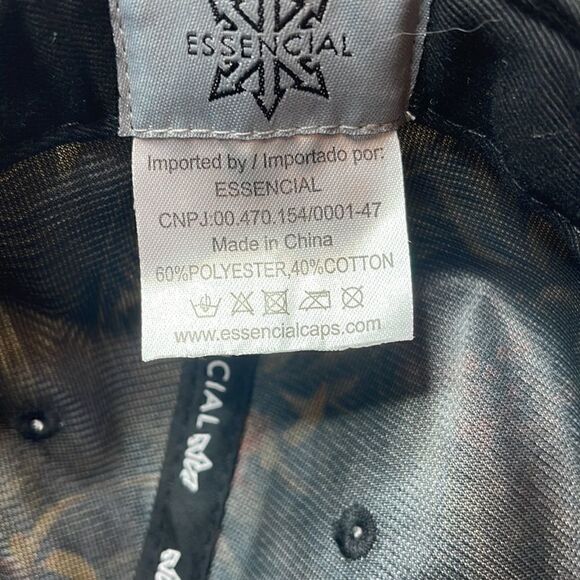 ESSENCIAL
Imported by / Importado por:
ESSENCIAL
CNPJ:00.470.154/0001-47
Made in China
60%POLYESTER,40%COTTON
www.essencialcaps.com
CIAL